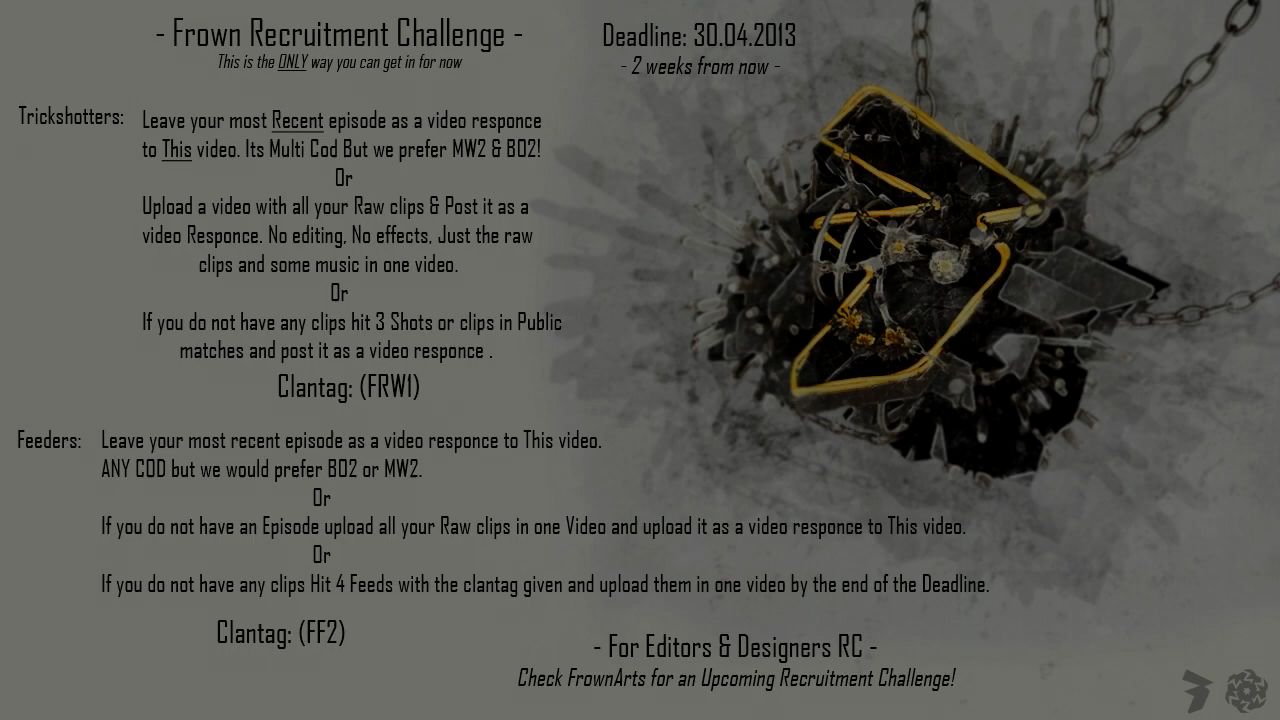 - Frown Recruitment Challenge -
This is the ONLY way you can get in for now
Deadline: 30.04.2013
- 2 weeks from now -
Trickshotters:
Leave your most Recent episode as a video responce
to This video. Its Multi Cod But we prefer MW2 & BO2!
Or
Upload a video with all your Raw clips & Post it as a
video Responce. No editing, No effects, Just the raw
clips and some music in one video.
Or
If you do not have any clips hit 3 Shots or clips in Public
matches and post it as a video responce .
Clantag: (FRW1)
Feeders:
Leave your most recent episode as a video responce to This video.
ANY COD but we would prefer BO2 or MW2.
Or
If you do not have an Episode upload all your Raw clips in one Video and upload it as a video responce to This video.
Or
If you do not have any clips Hit 4 Feeds with the clantag given and upload them in one video by the end of the Deadline.
Clantag: (FF2)
- For Editors & Designers RC -
Check FrownArts for an Upcoming Recruitment Challenge!